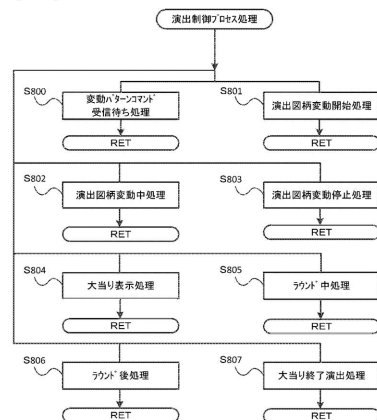 演出制御プロセス処理
S800
変動パターンコマンド
受信待ち処理
RET
S801
演出図柄変動開始処理
RET
S802
演出図柄変動中処理
RET
S803
演出図柄変動停止処理
RET
S804
大当り表示処理
RET
S805
ラウンド中処理
RET
S806
ラウンド後処理
RET
S807
大当り終了演出処理
RET